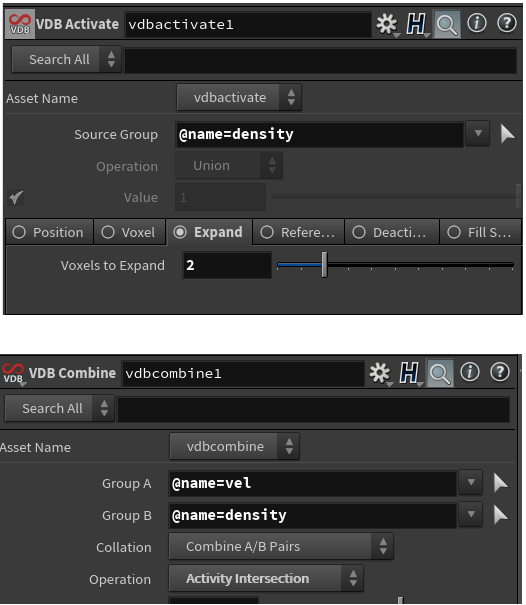 VDB VDB Activate vdbactivate1
Search All
Asset Name vdbactivate
Source Group @name=density
Operation Union
Value 1
Position Voxel Expand Refere... Deacti... Fill S...
Voxels to Expand 2
VDB VDB Combine vdbcombine1
Search All
Asset Name vdbcombine
Group A @name=vel
Group B @name=density
Collation Combine A/B Pairs
Operation Activity Intersection